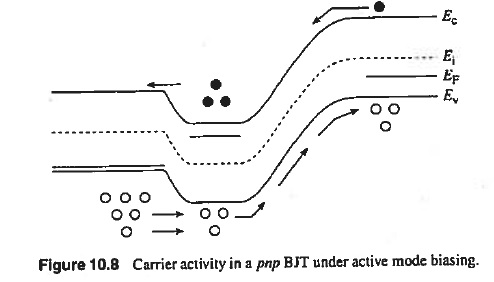 E_c
E_i
E_F
E_v
Figure 10.8 Carrier activity in a pnp BJT under active mode biasing.